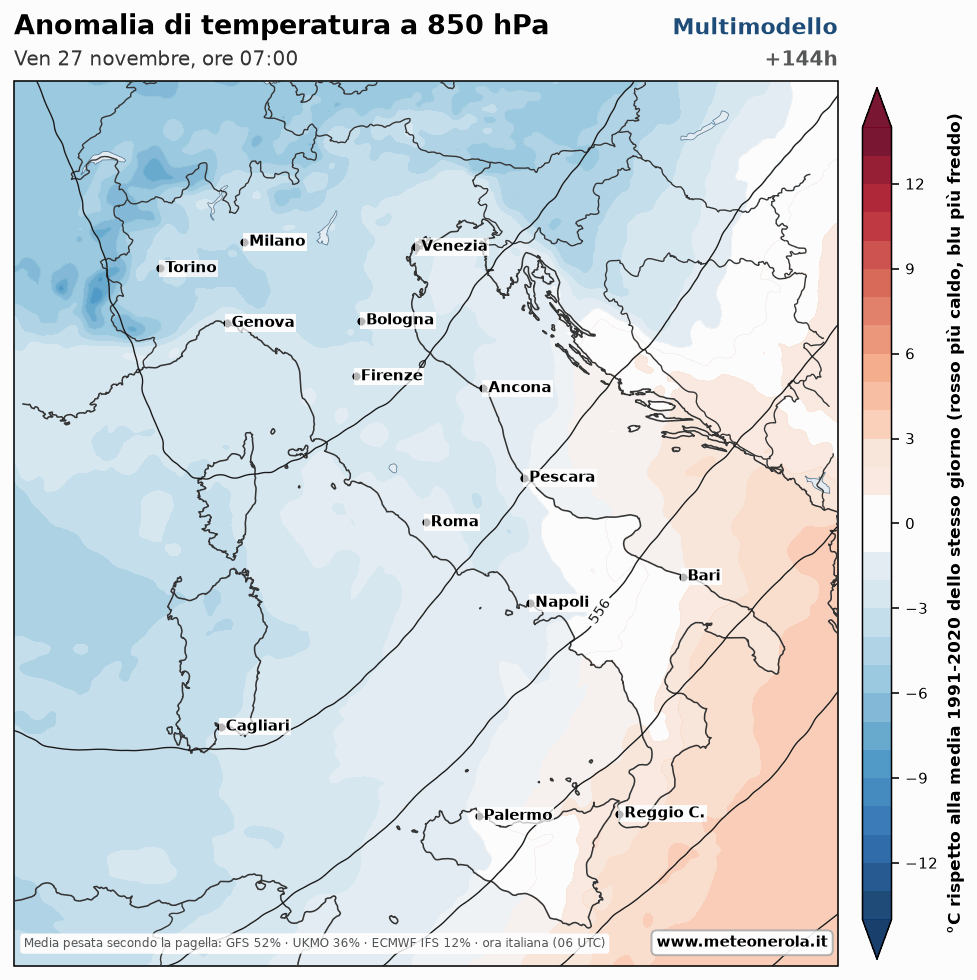 Anomalia di temperatura a 850 hPa
Multimodello
Ven 27 novembre, ore 07:00
+144h
Milano
Venezia
Torino
Genova
Bologna
Firenze
Ancona
Pescara
Roma
Bari
Napoli
556
Cagliari
Palermo
Reggio C.
12
9
6
3
0
−3
−6
−9
−12
°C rispetto alla media 1991-2020 dello stesso giorno (rosso più caldo, blu più freddo)
Media pesata secondo la pagella: GFS 52% · UKMO 36% · ECMWF IFS 12% · ora italiana (06 UTC)
www.meteonerola.it